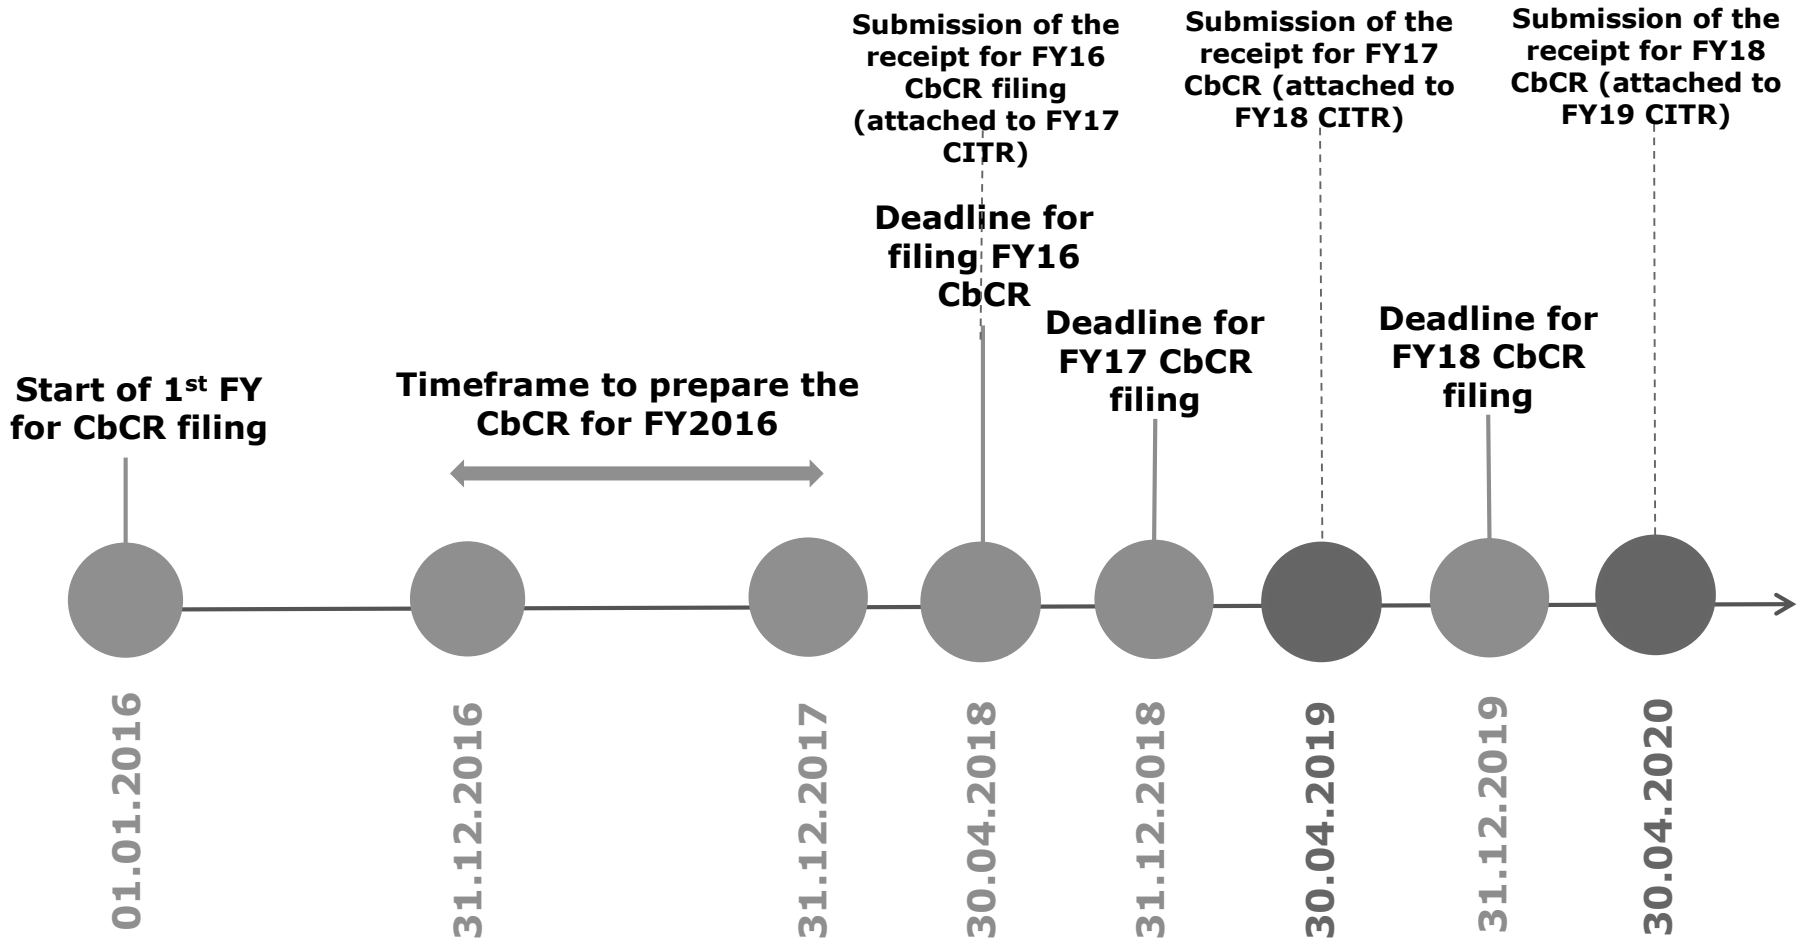 Submission of the
receipt for FY16
CbCR filing
(attached to FY17
CITR)
Submission of the
receipt for FY17
CbCR (attached to
FY18 CITR)
Submission of the
receipt for FY18
CbCR (attached to
FY19 CITR)
Deadline for
filing FY16
CbCR
Deadline for
FY17 CbCR
filing
Deadline for
FY18 CbCR
filing
Start of 1st FY
for CbCR filing
Timeframe to prepare the
CbCR for FY2016
01.01.2016
31.12.2016
31.12.2017
30.04.2018
31.12.2018
30.04.2019
31.12.2019
30.04.2020